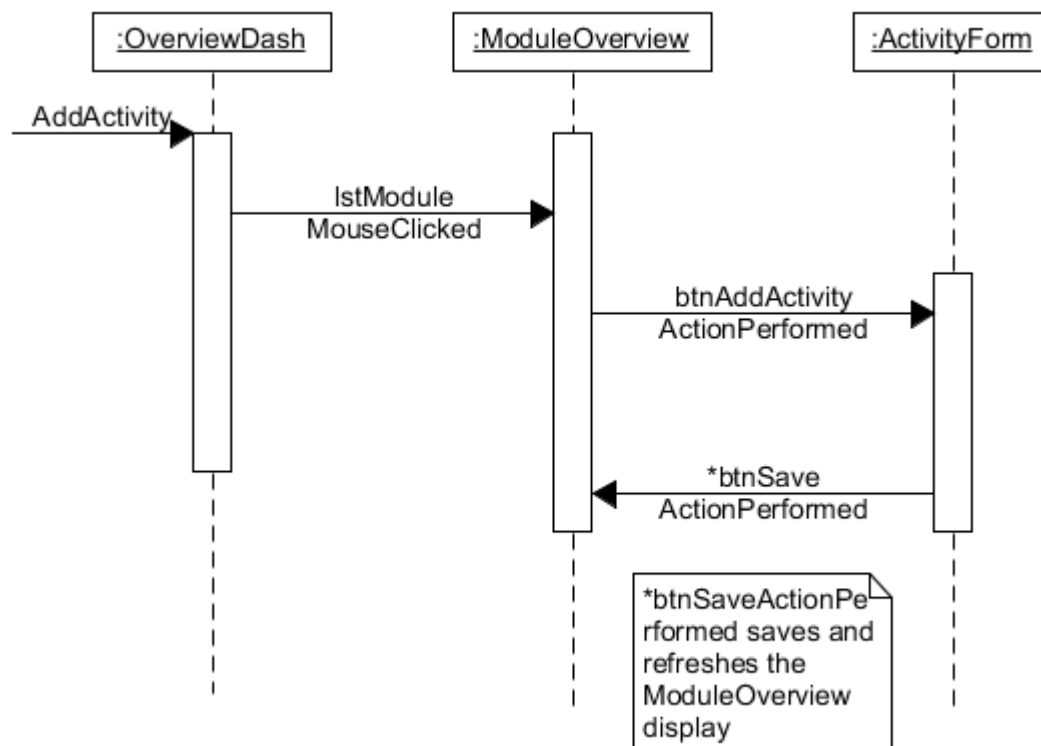 :OverviewDash
:ModuleOverview
:ActivityForm
AddActivity
lstModule
MouseClicked
btnAddActivity
ActionPerformed
*btnSave
ActionPerformed
*btnSaveActionPe
rformed saves and
refreshes the
ModuleOverview
display